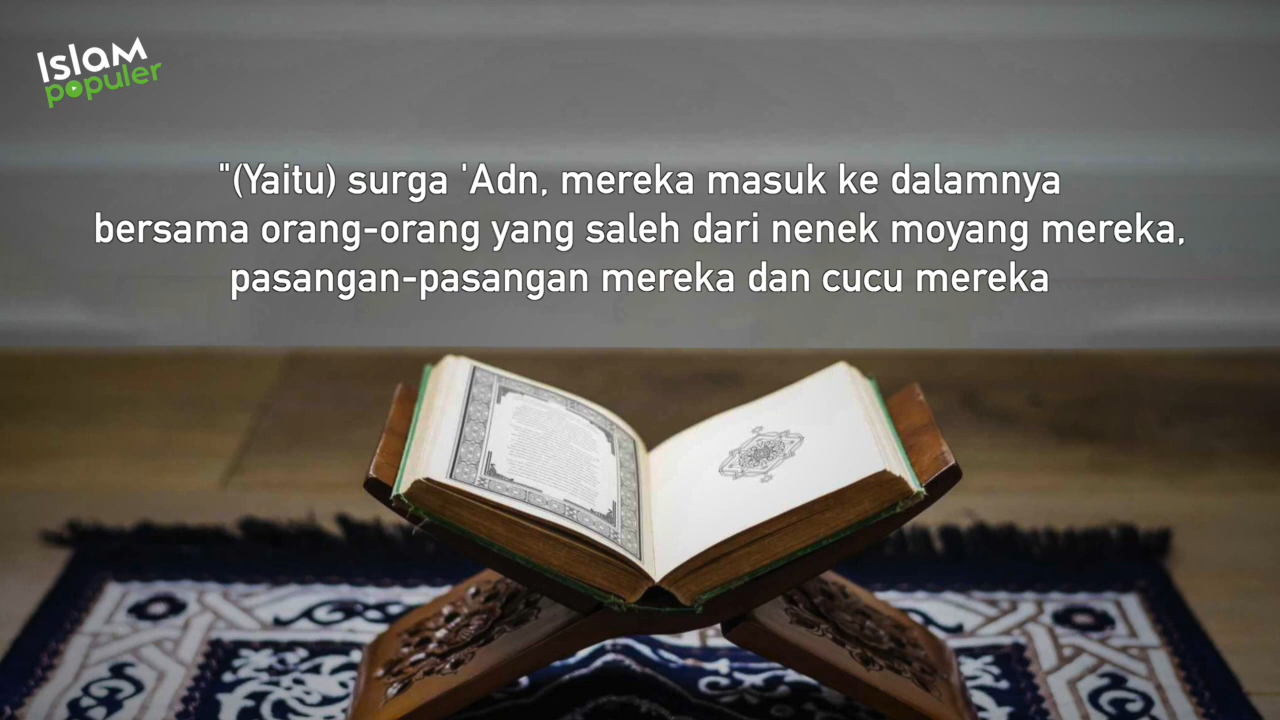 Islam
populer
"(Yaitu) surga 'Adn, mereka masuk ke dalamnya
bersama orang-orang yang saleh dari nenek moyang mereka,
pasangan-pasangan mereka dan cucu mereka